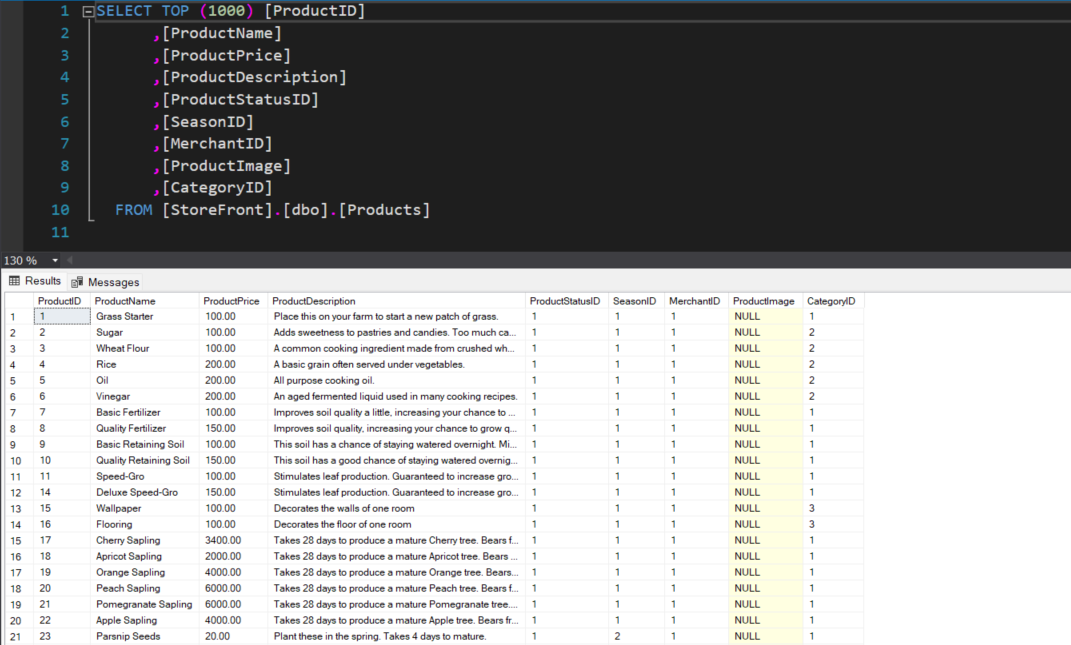 1 SELECT TOP (1000) [ProductID]
2 ,[ProductName]
3 ,[ProductPrice]
4 ,[ProductDescription]
5 ,[ProductStatusID]
6 ,[SeasonID]
7 ,[MerchantID]
8 ,[ProductImage]
9 ,[CategoryID]
10 FROM [StoreFront].[dbo].[Products]
11
130 %
Results Messages
ProductID ProductName ProductPrice ProductDescription ProductStatusID SeasonID MerchantID ProductImage CategoryID
1 1 Grass Starter 100.00 Place this on your farm to start a new patch of grass. 1 1 1 NULL 1
2 2 Sugar 100.00 Adds sweetness to pastries and candies. Too much ca... 1 1 1 NULL 2
3 3 Wheat Flour 100.00 A common cooking ingredient made from crushed wh... 1 1 1 NULL 2
4 4 Rice 200.00 A basic grain often served under vegetables. 1 1 1 NULL 2
5 5 Oil 200.00 All purpose cooking oil. 1 1 1 NULL 2
6 6 Vinegar 200.00 An aged fermented liquid used in many cooking recipes. 1 1 1 NULL 2
7 7 Basic Fertilizer 100.00 Improves soil quality a little, increasing your chance to ... 1 1 1 NULL 1
8 8 Quality Fertilizer 150.00 Improves soil quality, increasing your chance to grow q... 1 1 1 NULL 1
9 9 Basic Retaining Soil 100.00 This soil has a chance of staying watered overnight. Mi... 1 1 1 NULL 1
10 10 Quality Retaining Soil 150.00 This soil has a good chance of staying watered overnig... 1 1 1 NULL 1
11 11 Speed-Gro 100.00 Stimulates leaf production. Guaranteed to increase gro... 1 1 1 NULL 1
12 14 Deluxe Speed-Gro 150.00 Stimulates leaf production. Guaranteed to increase gro... 1 1 1 NULL 1
13 15 Wallpaper 100.00 Decorates the walls of one room 1 1 1 NULL 3
14 16 Flooring 100.00 Decorates the floor of one room 1 1 1 NULL 3
15 17 Cherry Sapling 3400.00 Takes 28 days to produce a mature Cherry tree. Bears f... 1 1 1 NULL 1
16 18 Apricot Sapling 2000.00 Takes 28 days to produce a mature Apricot tree. Bears ... 1 1 1 NULL 1
17 19 Orange Sapling 4000.00 Takes 28 days to produce a mature Orange tree. Bears... 1 1 1 NULL 1
18 20 Peach Sapling 6000.00 Takes 28 days to produce a mature Peach tree. Bears f... 1 1 1 NULL 1
19 21 Pomegranate Sapling 6000.00 Takes 28 days to produce a mature Pomegranate tree.... 1 1 1 NULL 1
20 22 Apple Sapling 4000.00 Takes 28 days to produce a mature Apple tree. Bears fr... 1 1 1 NULL 1
21 23 Parsnip Seeds 20.00 Plant these in the spring. Takes 4 days to mature. 1 2 1 NULL 1